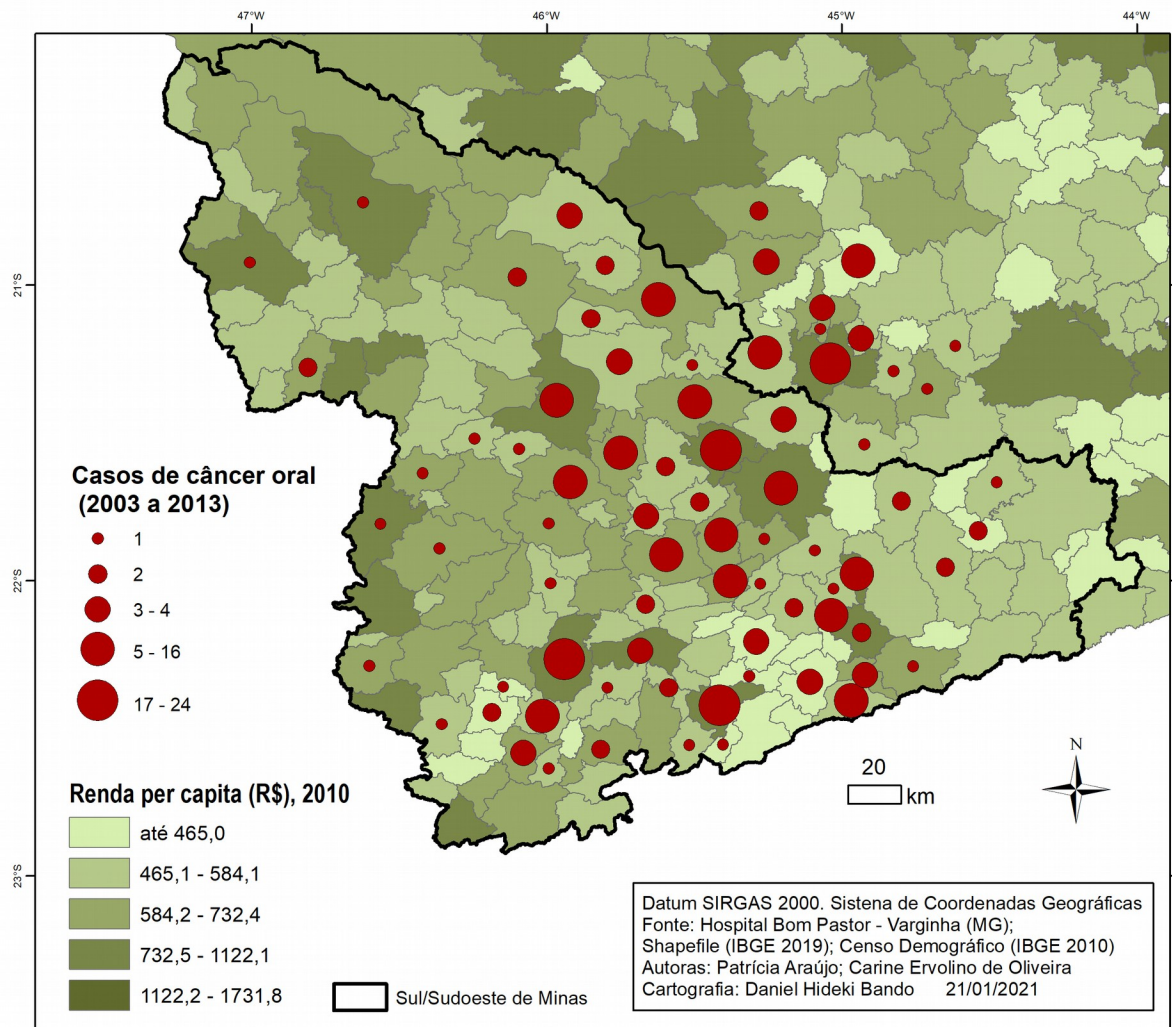 47°W 46°W 45°W 44°W
21°S
Casos de câncer oral
(2003 a 2013)
1
2
3 - 4
5 - 16
17 - 24
22°S
Renda per capita (R$), 2010
até 465,0
465,1 - 584,1
584,2 - 732,4
732,5 - 1122,1
1122,2 - 1731,8
Sul/Sudoeste de Minas
20
km
N
23°S
Datum SIRGAS 2000. Sistena de Coordenadas Geográficas
Fonte: Hospital Bom Pastor - Varginha (MG);
Shapefile (IBGE 2019); Censo Demográfico (IBGE 2010)
Autoras: Patrícia Araújo; Carine Ervolino de Oliveira
Cartografia: Daniel Hideki Bando 21/01/2021